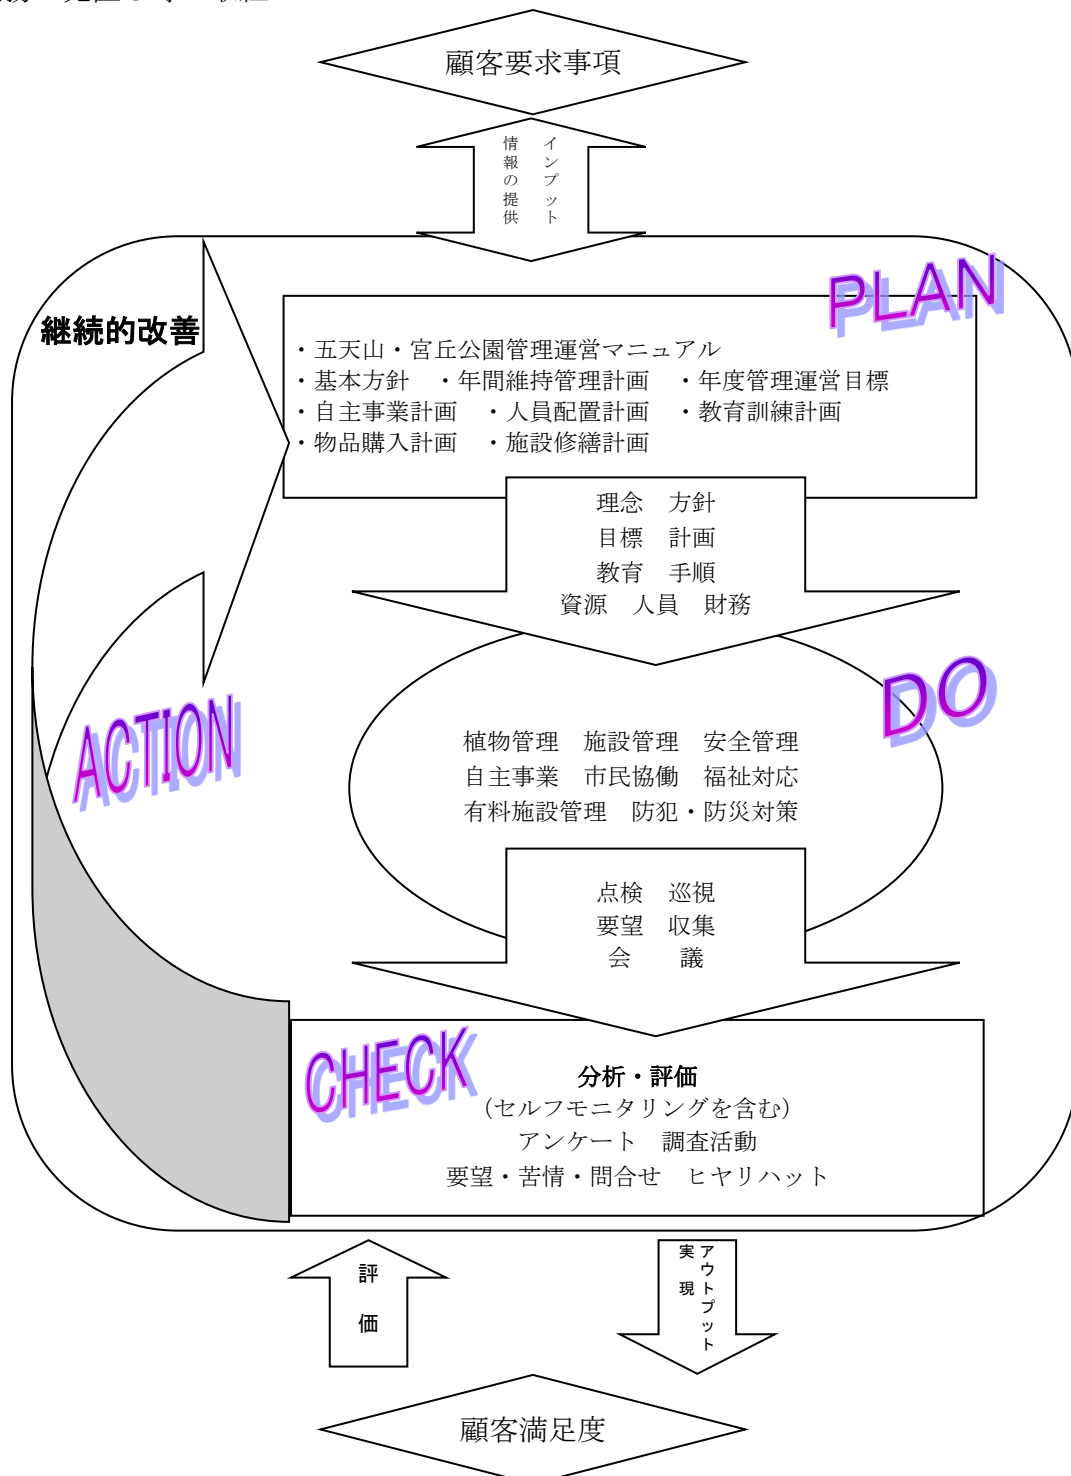 顧客要求事項
インプット
情報の提供
PLAN
継続的改善
・五天山・宮丘公園管理運営マニュアル
・基本方針　・年間維持管理計画　・年度管理運営目標
・自主事業計画　・人員配置計画　・教育訓練計画
・物品購入計画　・施設修繕計画
理念　方針
目標　計画
教育　手順
資源　人員　財務
DO
ACTION
植物管理　施設管理　安全管理
自主事業　市民協働　福祉対応
有料施設管理　防犯・防災対策
点検　巡視
要望　収集
会　　議
CHECK
分析・評価
（セルフモニタリングを含む）
アンケート　調査活動
要望・苦情・問合せ　ヒヤリハット
評　価
アウトプット
実　現
顧客満足度